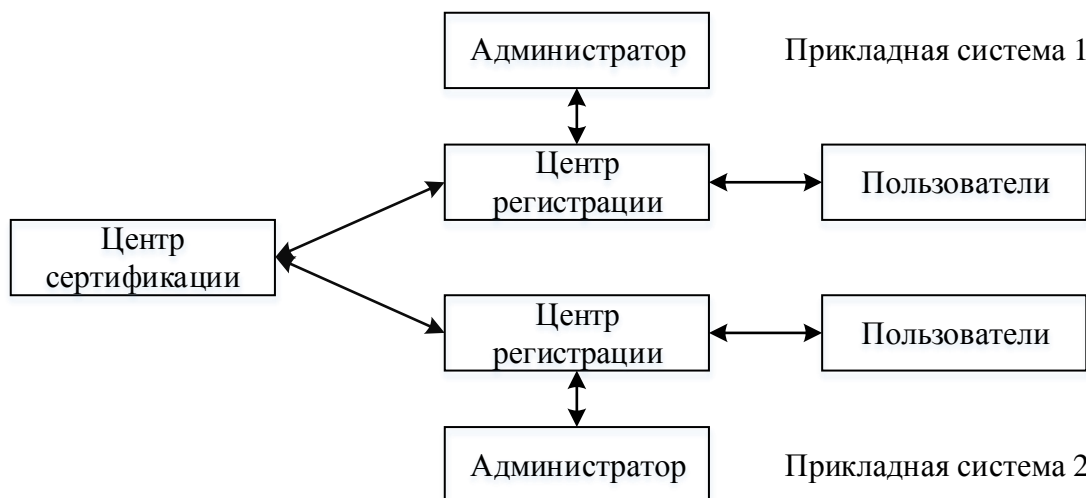 Администратор
Прикладная система 1
Центр
регистрации
Пользователи
Центр
сертификации
Центр
регистрации
Пользователи
Администратор
Прикладная система 2